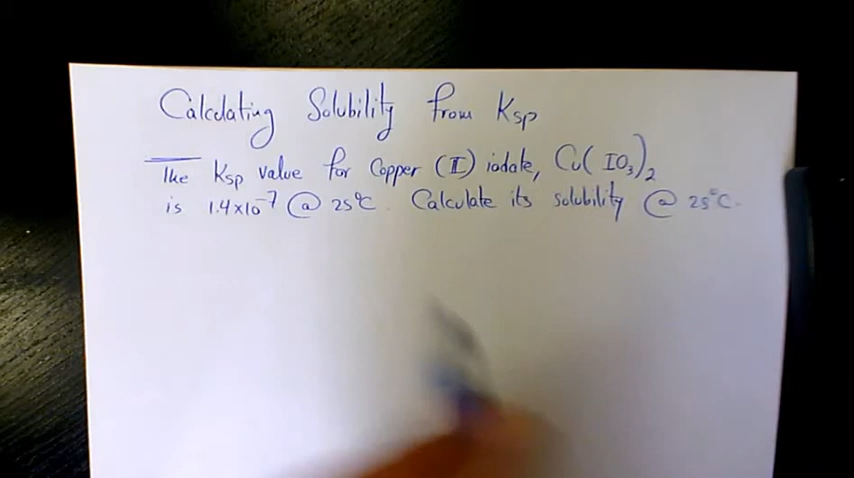 Calculating Solubility from Ksp
The Ksp value for Copper (II) iodate, Cu(IO3)2
is 1.4x10-7 @ 25°C. Calculate its solubility @ 25°C.